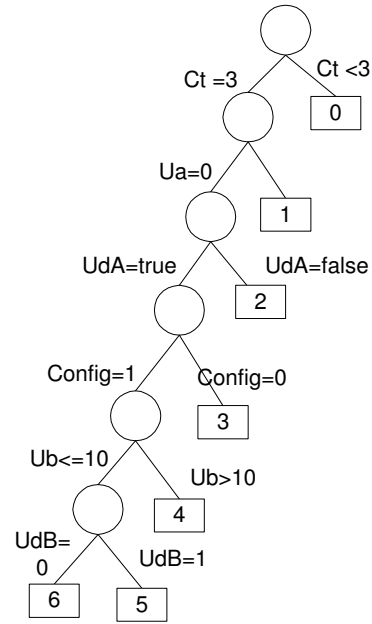 Ct <3
Ct =3
0
Ua=0
1
UdA=true
UdA=false
2
Config=1
Config=0
3
Ub<=10
Ub>10
4
UdB=
0
UdB=1
6
5